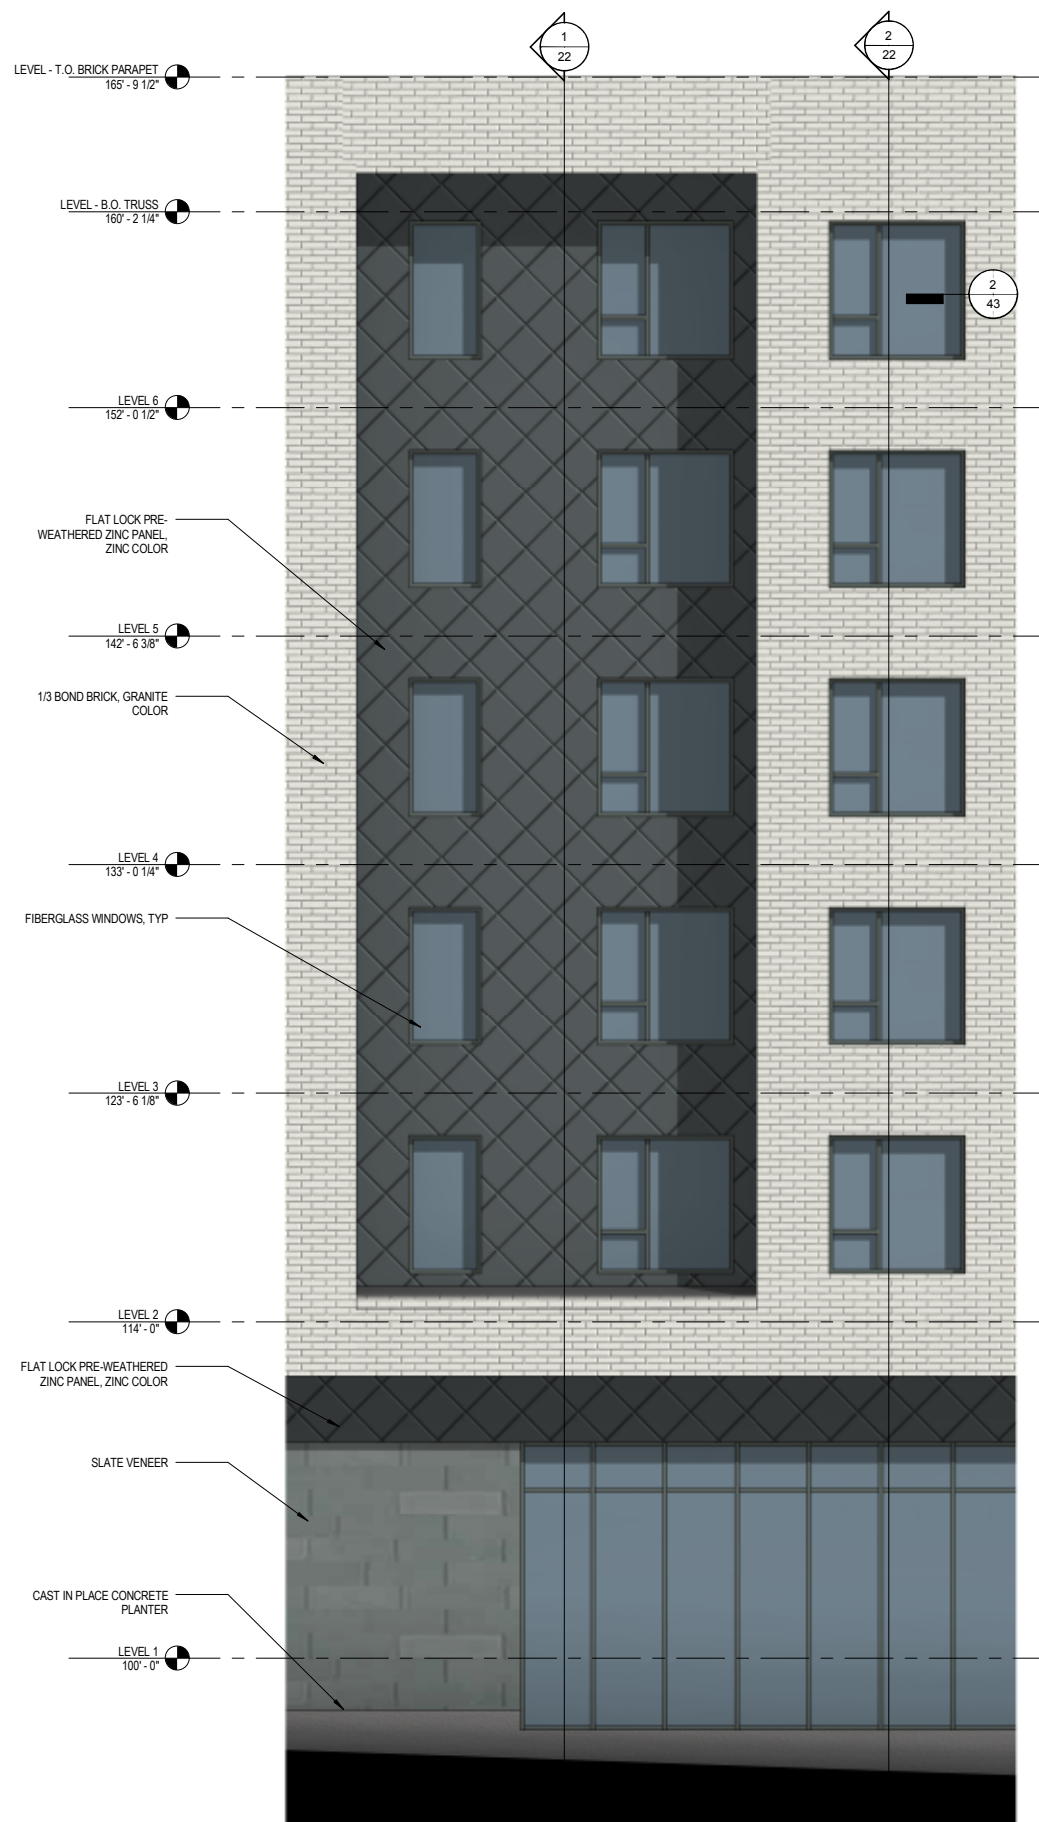 1
22
2
22
LEVEL - T.O. BRICK PARAPET
165' - 9 1/2"
LEVEL - B.O. TRUSS
160' - 2 1/4"
2
43
LEVEL 6
152' - 0 1/2"
FLAT LOCK PRE-
WEATHERED ZINC PANEL,
ZINC COLOR
LEVEL 5
142' - 6 3/8"
1/3 BOND BRICK, GRANITE
COLOR
LEVEL 4
133' - 0 1/4"
FIBERGLASS WINDOWS, TYP
LEVEL 3
123' - 6 1/8"
LEVEL 2
114' - 0"
FLAT LOCK PRE-WEATHERED
ZINC PANEL, ZINC COLOR
SLATE VENEER
CAST IN PLACE CONCRETE
PLANTER
LEVEL 1
100' - 0"